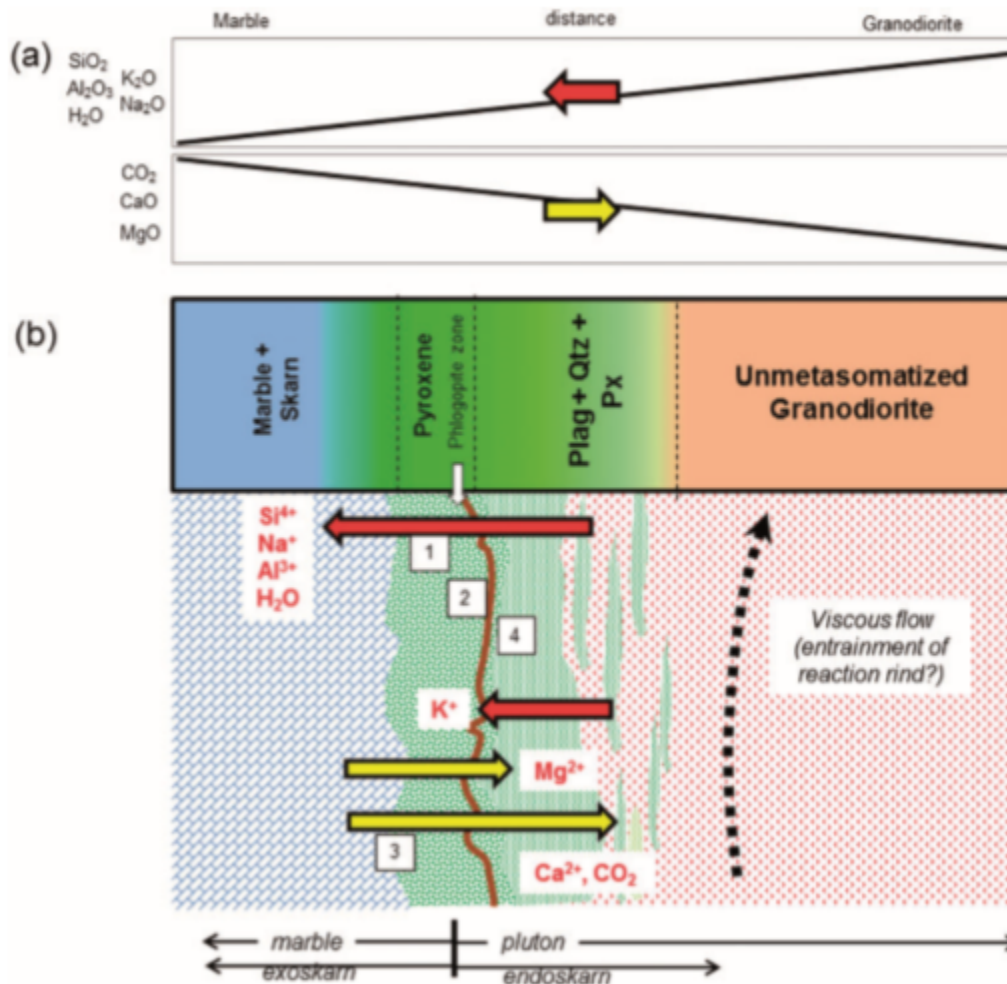 Marble distance Granodiorite
(a)
SiO₂
K₂O
Al₂O₃
Na₂O
H₂O
CO₂
CaO
MgO
(b)
Marble +
Skarn
Pyroxene
Phlogopite zone
Plag + Qtz +
Px
Unmetasomatized
Granodiorite
Si⁴⁺
Na⁺
Al³⁺
H₂O
1
2
4
Viscous flow
(entrainment of
reaction rind?)
K⁺
Mg²⁺
3
Ca²⁺, CO₂
marble pluton
exoskarn endoskarn